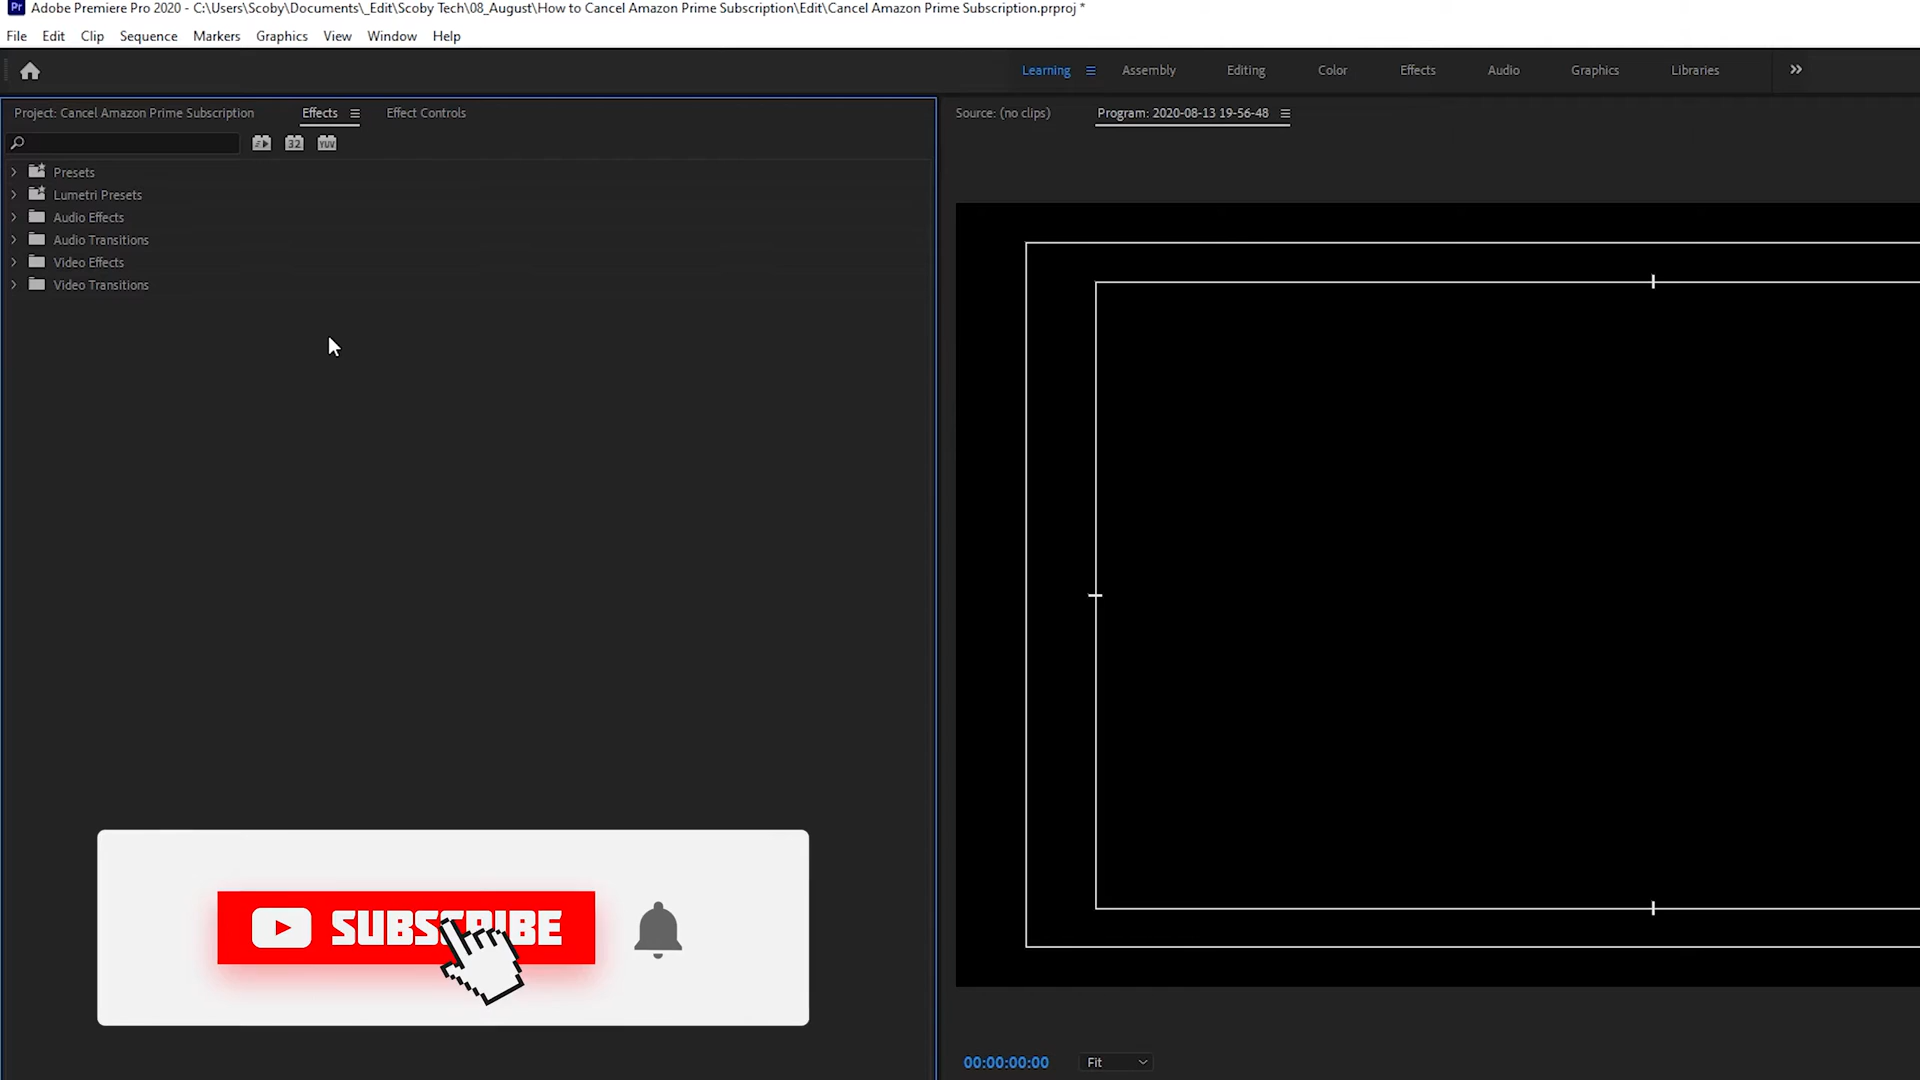 Pr Adobe Premiere Pro 2020 - C:\Users\Scoby\Documents\_Edit\Scoby Tech\08_August\How to Cancel Amazon Prime Subscription\Edit\Cancel Amazon Prime Subscription.prproj *
File Edit Clip Sequence Markers Graphics View Window Help
Learning Assembly Editing Color Effects Audio Graphics Libraries
Project: Cancel Amazon Prime Subscription Effects Effect Controls Source: (no clips) Program: 2020-08-13 19-56-48
32 YUV
Presets
Lumetri Presets
Audio Effects
Audio Transitions
Video Effects
Video Transitions
SUBSCRIBE
00:00:00:00 Fit